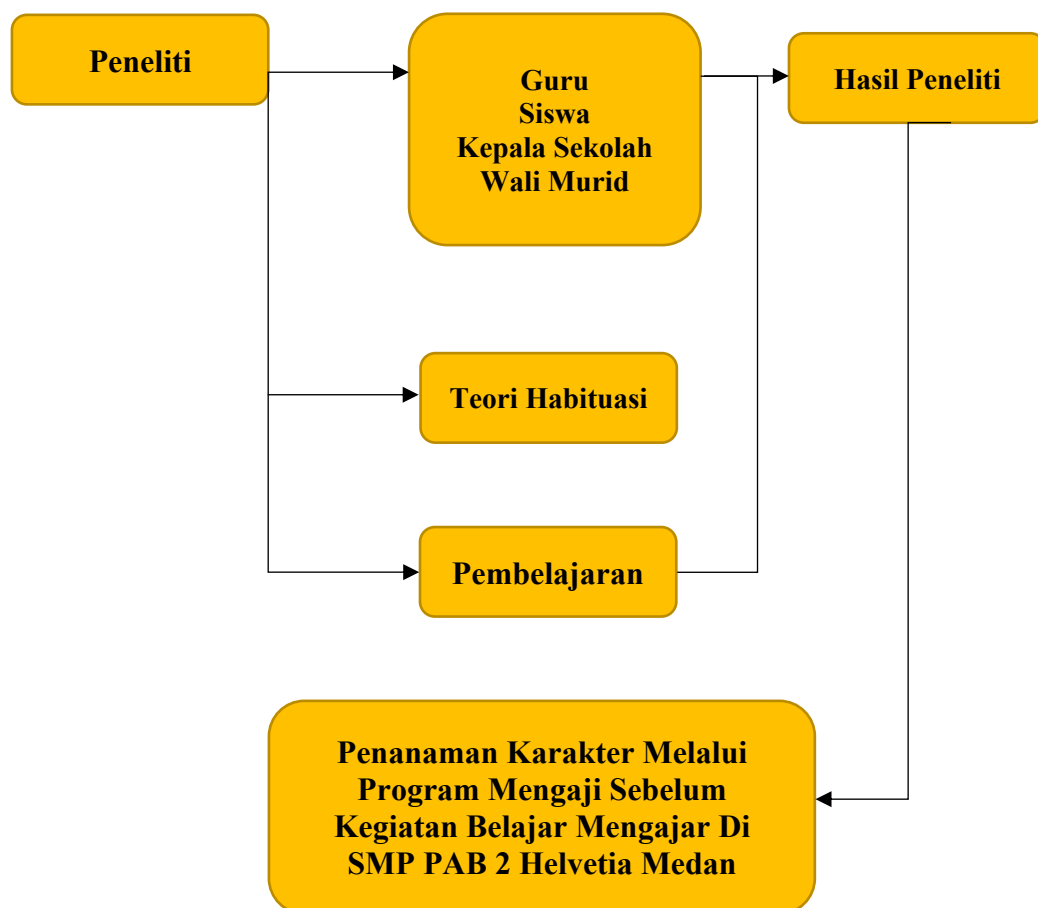 Peneliti
Guru
Siswa
Kepala Sekolah
Wali Murid
Hasil Peneliti
Teori Habituasi
Pembelajaran
Penanaman Karakter Melalui
Program Mengaji Sebelum
Kegiatan Belajar Mengajar Di
SMP PAB 2 Helvetia Medan